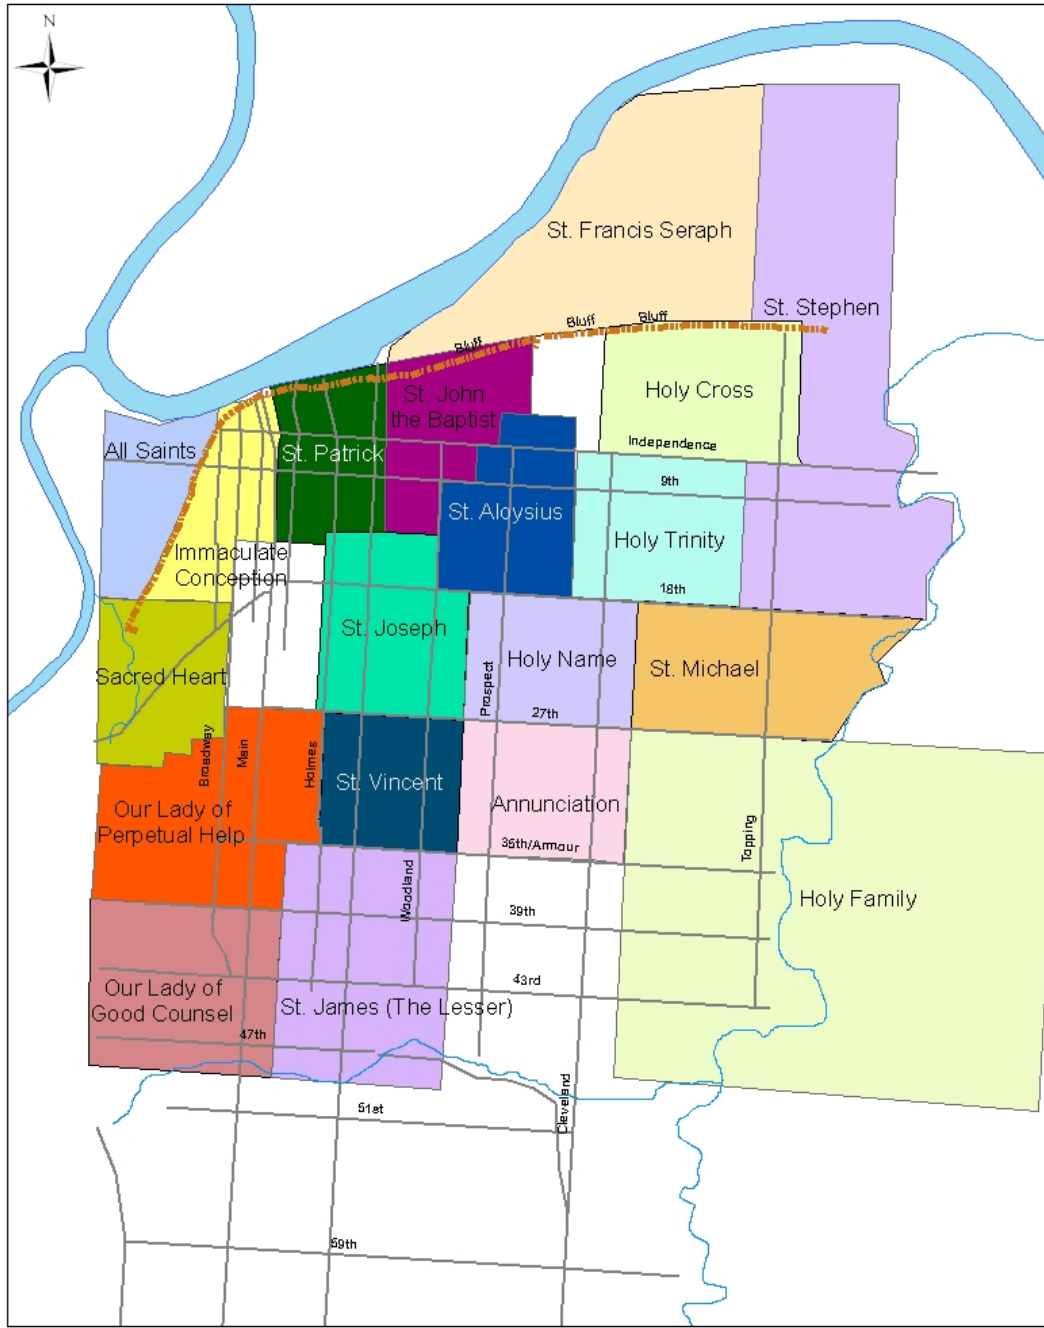 N
St. Francis Seraph
St. Stephen
Bluff
Bluff
Bluff
Holy Cross
St. John
the Baptist
Independence
All Saints
St. Patrick
9th
St. Aloysius
Holy Trinity
Immaculate
Conception
18th
St. Joseph
Holy Name
St. Michael
Sacred Heart
Prospect
27th
Broadway
Main
Holmes
St. Vincent
Annunciation
Our Lady of
Perpetual Help
35th/Armour
Topping
Woodland
Holy Family
39th
43rd
Our Lady of
Good Counsel
St. James (The Lesser)
47th
Cleveland
51st
59th